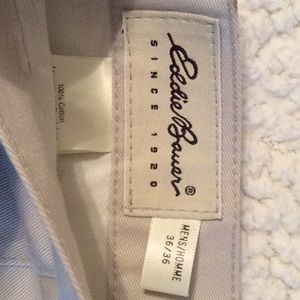 100% Cotton
Eddie Bauer®
SINCE 1920
MENS/HOMME
36/36